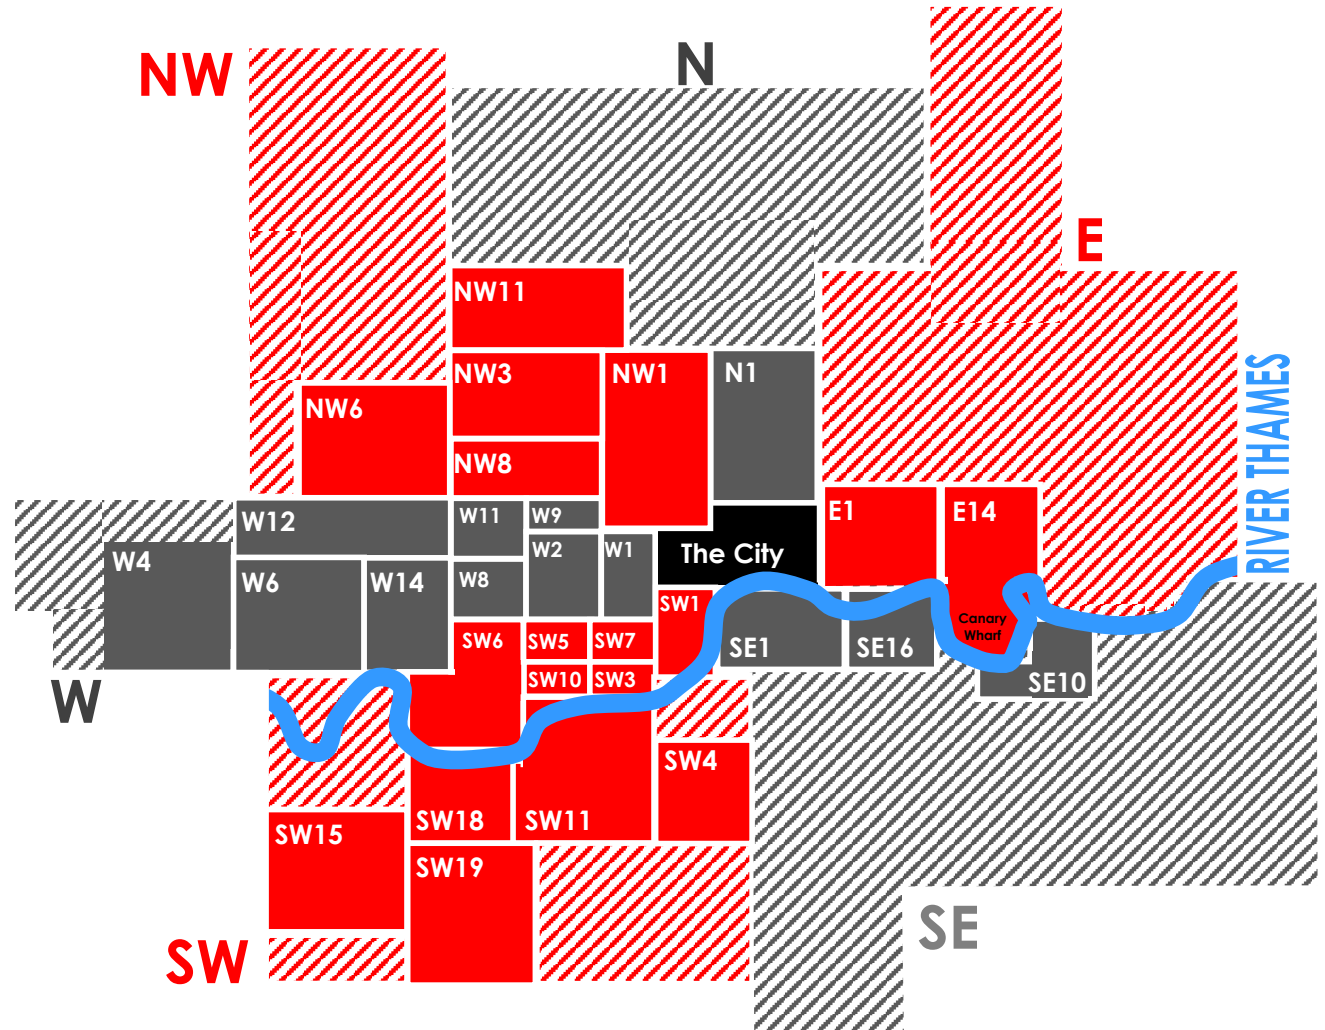 N
NW
E
NW11
NW3
NW1
N1
NW6
NW8
RIVER THAMES
W12
W11
W9
E1
E14
W4
W2
W1
The City
W6
W14
W8
SW1
Canary
Wharf
SW6
SW5
SW7
SE1
SE16
SW10
SW3
SE10
W
SW4
SW15
SW18
SW11
SW19
SE
SW